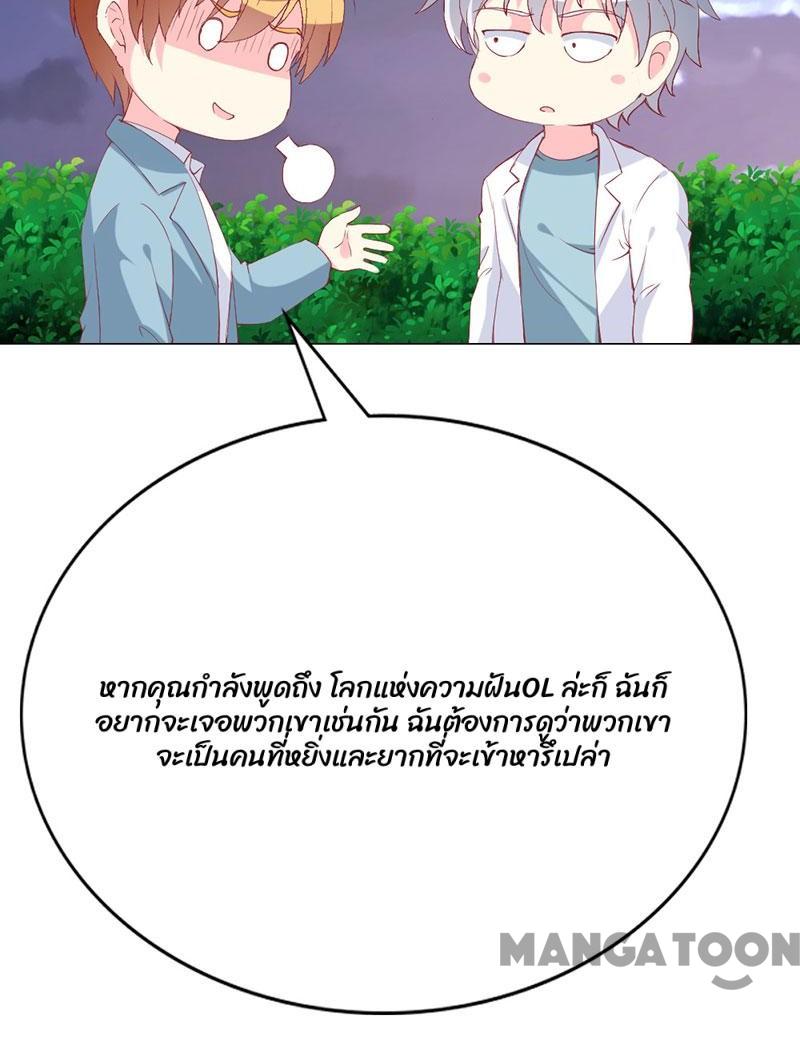 หากคุณกำลังพูดถึง โลกแห่งความฝันOL ล่ะก็ ฉันก็
อยากจะเจอพวกเขาเช่นกัน ฉันต้องการดูว่าพวกเขา
จะเป็นคนที่หยิ่งและยากที่จะเข้าหารึเปล่า
MANGATOON